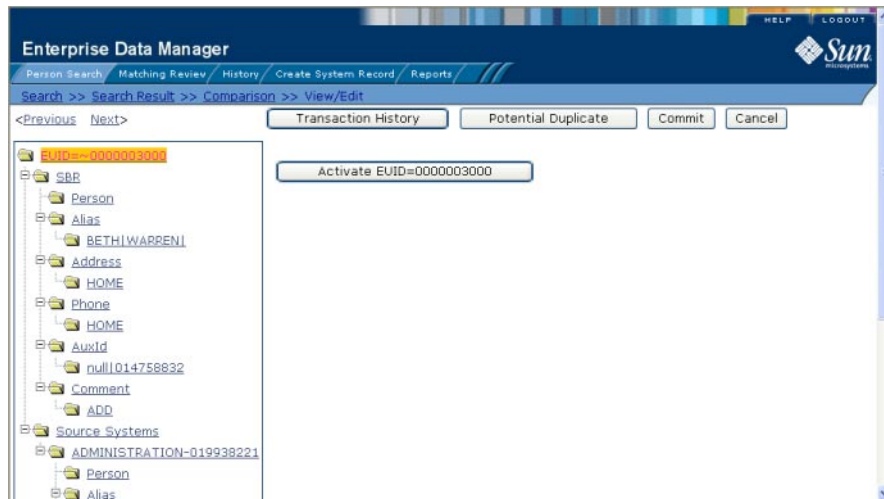 HELP LOGOUT
Enterprise Data Manager
Sun
microsystems
Person Search Matching Review History Create System Record Reports
Search >> Search Result >> Comparison >> View/Edit
<Previous Next> Transaction History Potential Duplicate Commit Cancel
EUID=~0000003000
Activate EUID=0000003000
SBR
Person
Alias
BETH|WARREN|
Address
HOME
Phone
HOME
AuxId
null|014758832
Comment
ADD
Source Systems
ADMINISTRATION-019938221
Person
Alias